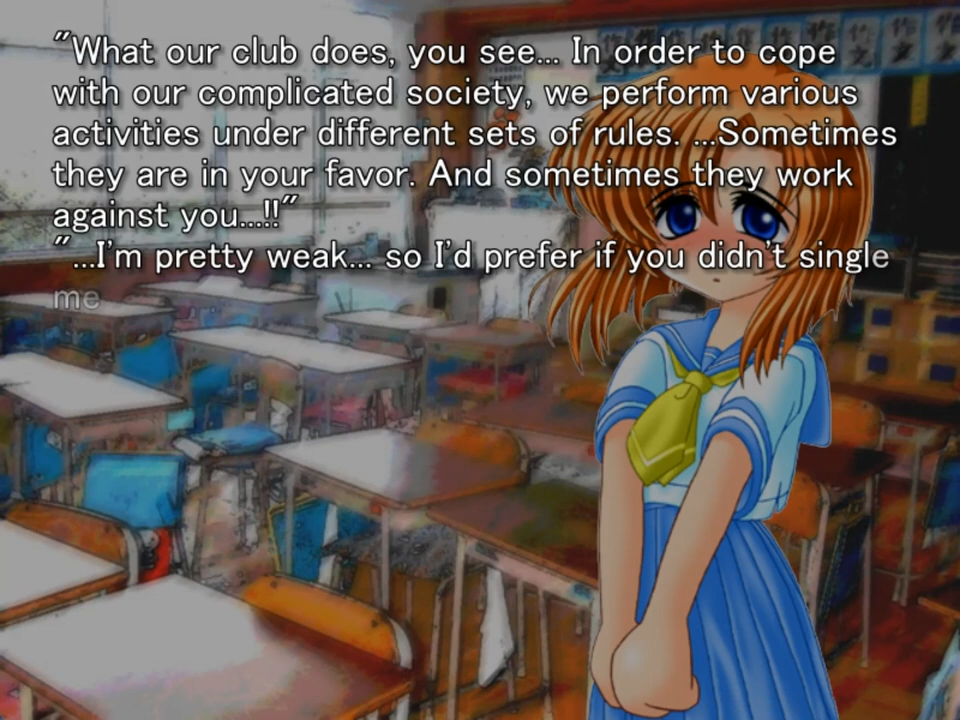 "What our club does, you see... In order to cope
with our complicated society, we perform various
activities under different sets of rules. ...Sometimes
they are in your favor. And sometimes they work
against you...!!"
"...I'm pretty weak... so I'd prefer if you didn't single
me